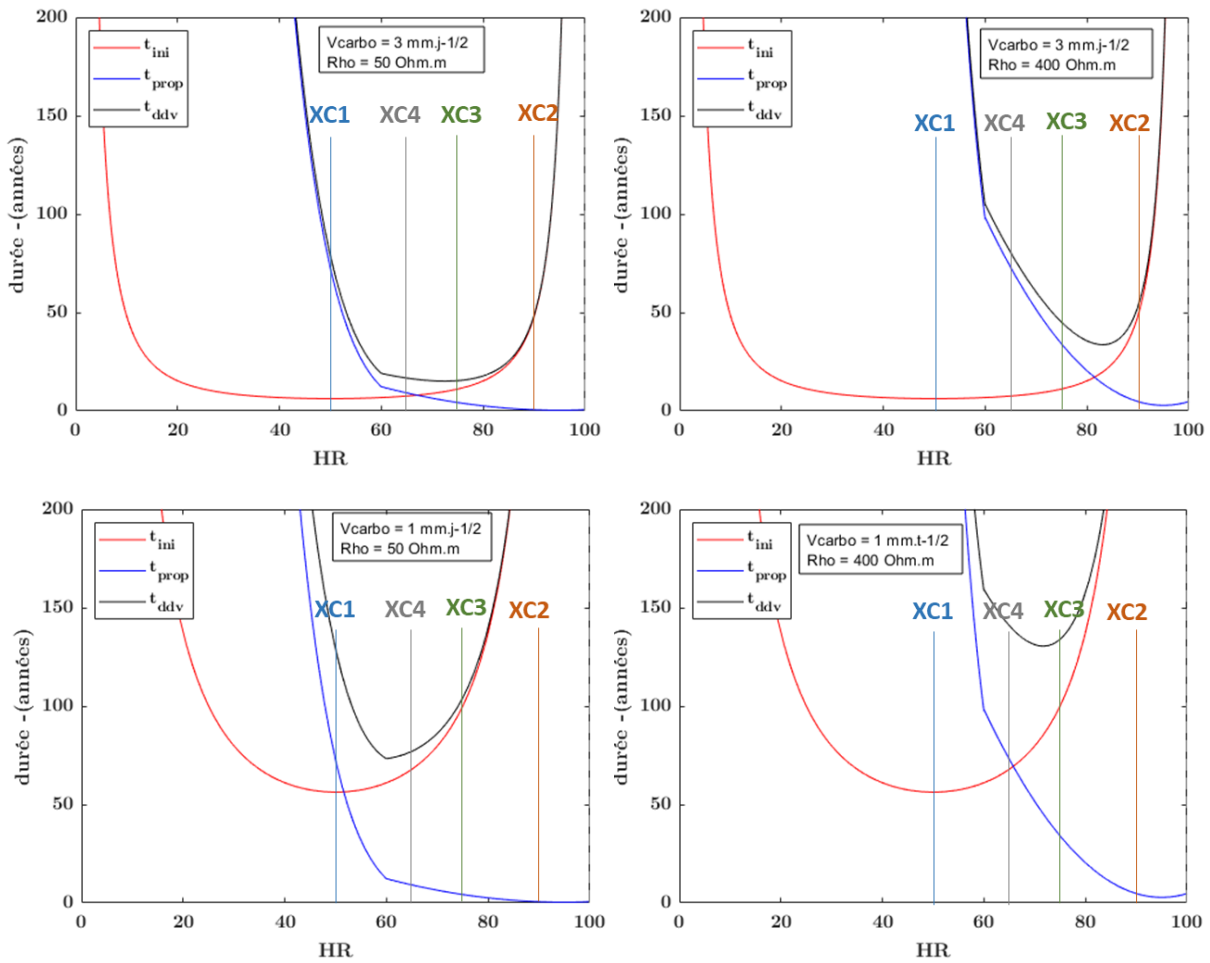 200
150
100
50
0
0 20 40 60 80 100
HR
durée -(années)
t_ini
t_prop
t_ddv
Vcarbo = 3 mm.j-1/2
Rho = 50 Ohm.m
XC1 XC4 XC3 XC2
200
150
100
50
0
0 20 40 60 80 100
HR
durée -(années)
t_ini
t_prop
t_ddv
Vcarbo = 3 mm.j-1/2
Rho = 400 Ohm.m
XC1 XC4 XC3 XC2
200
150
100
50
0
0 20 40 60 80 100
HR
durée -(années)
t_ini
t_prop
t_ddv
Vcarbo = 1 mm.j-1/2
Rho = 50 Ohm.m
XC1 XC4 XC3 XC2
200
150
100
50
0
0 20 40 60 80 100
HR
durée -(années)
t_ini
t_prop
t_ddv
Vcarbo = 1 mm.t-1/2
Rho = 400 Ohm.m
XC1 XC4 XC3 XC2